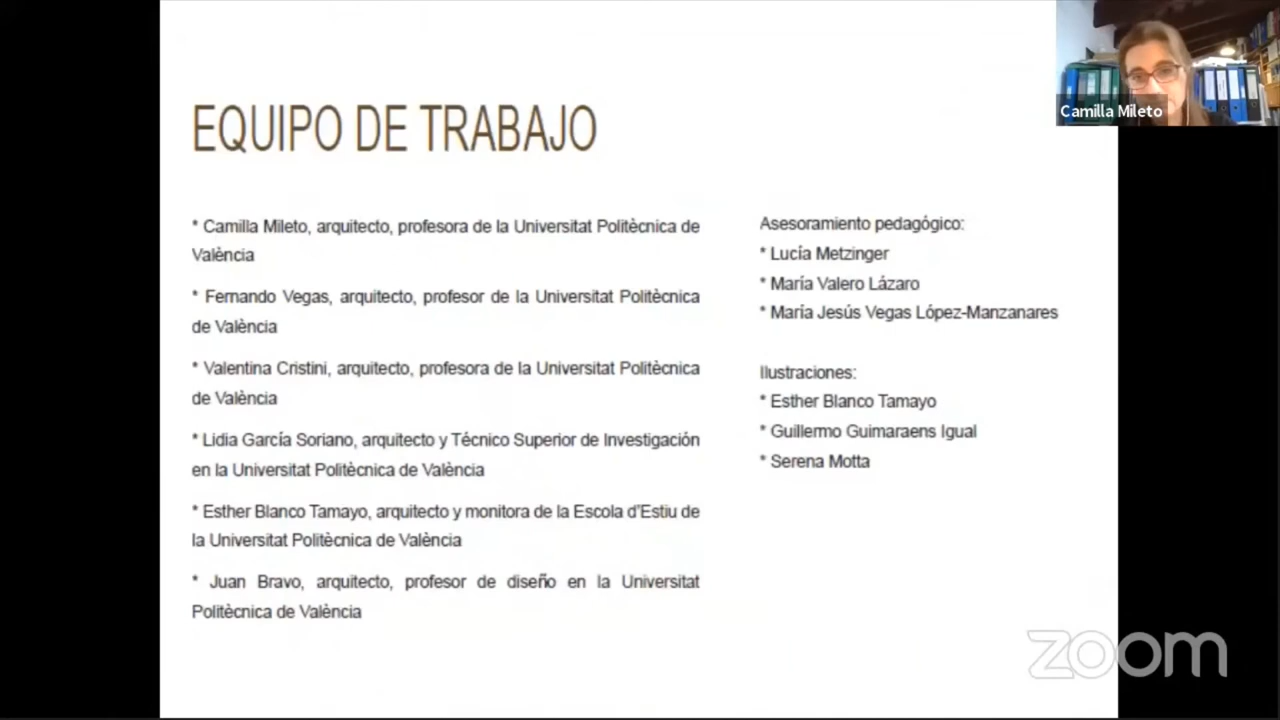 EQUIPO DE TRABAJO
* Camilla Mileto, arquitecto, profesora de la Universitat Politècnica de
València
* Fernando Vegas, arquitecto, profesor de la Universitat Politècnica
de València
* Valentina Cristini, arquitecto, profesora de la Universitat Politècnica
de València
* Lidia García Soriano, arquitecto y Técnico Superior de Investigación
en la Universitat Politècnica de València
* Esther Blanco Tamayo, arquitecto y monitora de la Escola d'Estiu de
la Universitat Politècnica de València
* Juan Bravo, arquitecto, profesor de diseño en la Universitat
Politècnica de València
Asesoramiento pedagógico:
* Lucía Metzinger
* María Valero Lázaro
* María Jesús Vegas López-Manzanares
Ilustraciones:
* Esther Blanco Tamayo
* Guillermo Guimaraens Igual
* Serena Motta
Camilla Mileto
zoom